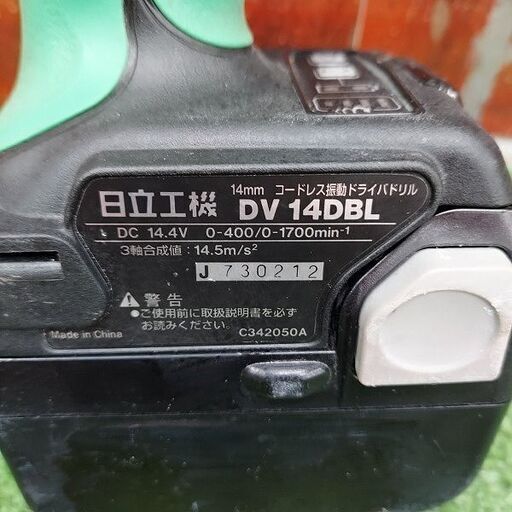 14mm コードレス振動ドライバドリル
日立工機 DV 14DBL
DC 14.4V 0-400/0-1700min⁻¹
3軸合成値: 14.5m/s²
J 730212
⚠警告
●ご使用前に取扱説明書を必ず
お読みください。
C342050A
Made in China